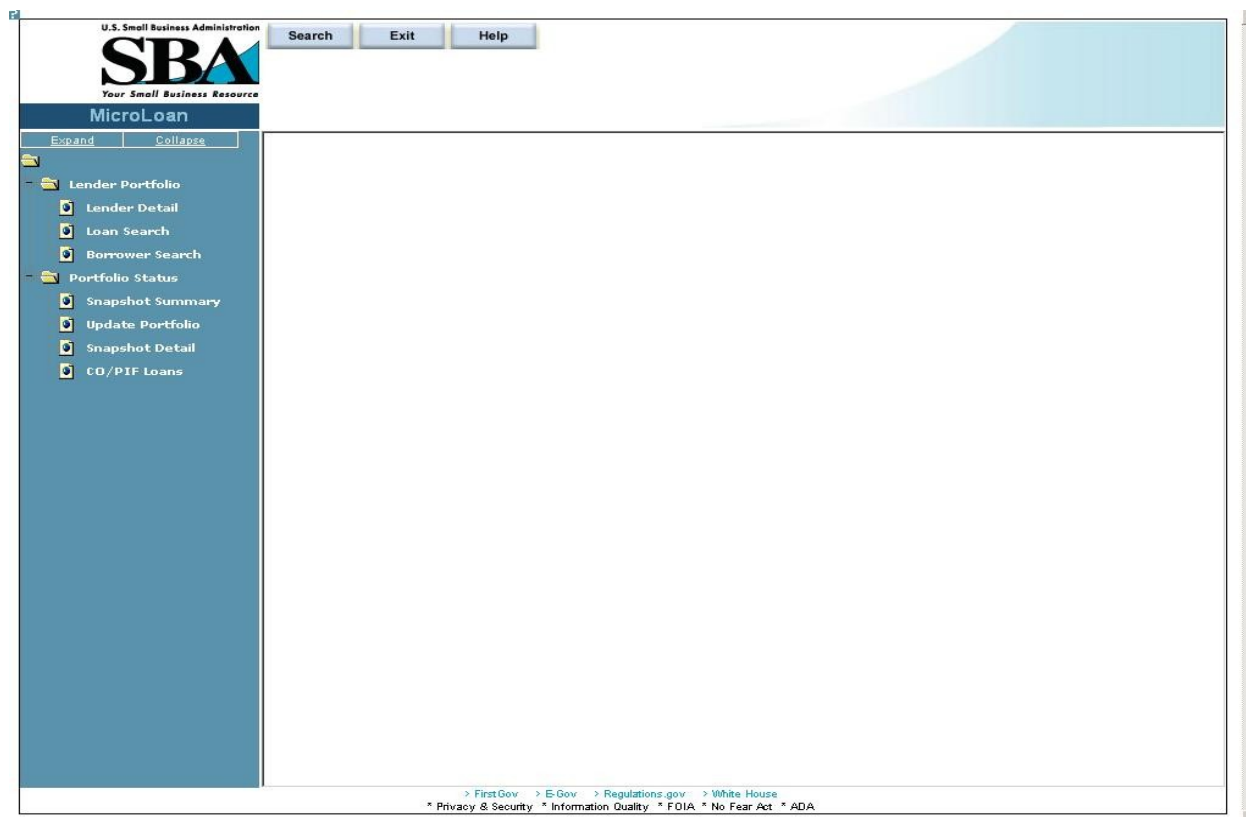 U.S. Small Business Administration
SBA
Your Small Business Resource
Search Exit Help
MicroLoan
Expand Collapse
Lender Portfolio
Lender Detail
Loan Search
Borrower Search
Portfolio Status
Snapshot Summary
Update Portfolio
Snapshot Detail
CO/PIF Loans
> FirstGov > E-Gov > Regulations.gov > White House
* Privacy & Security * Information Quality * FOIA * No Fear Act * ADA